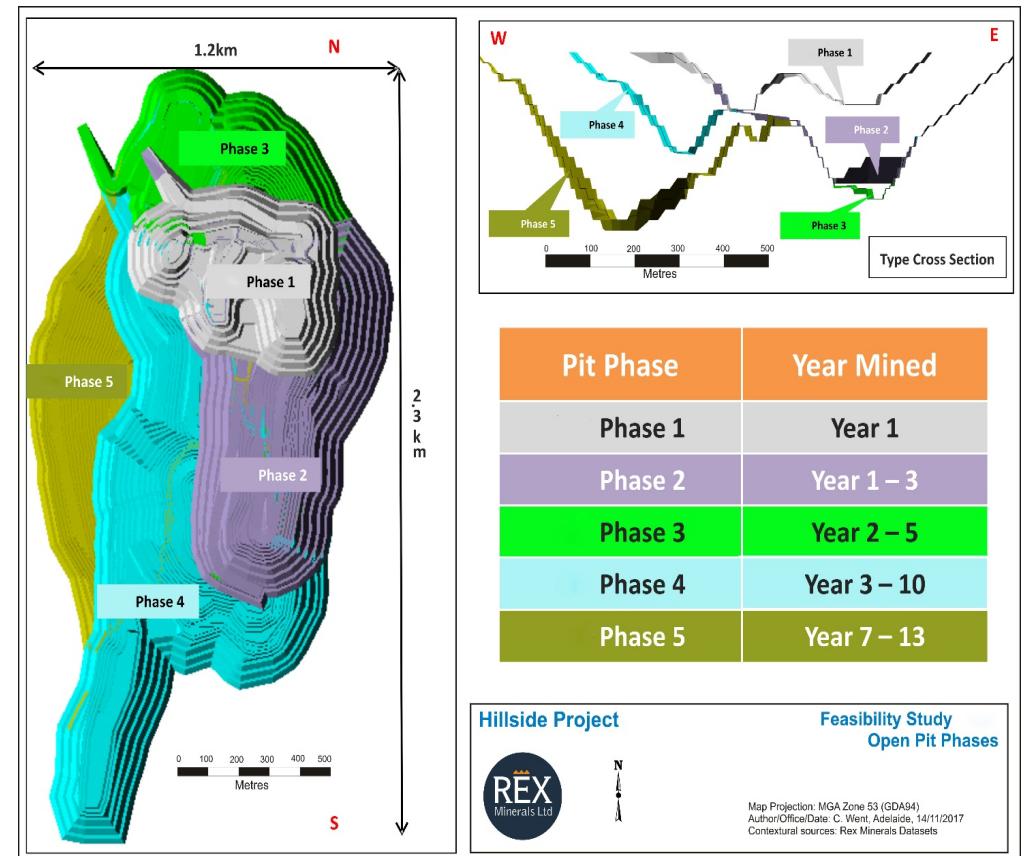 1.2km
N
Phase 3
Phase 1
Phase 5
2.3 km
Phase 2
Phase 4
0 100 200 300 400 500
Metres
S
W
E
Phase 1
Phase 4
Phase 2
Phase 5
Phase 3
0 100 200 300 400 500
Metres
Type Cross Section
Pit Phase Year Mined
Phase 1 Year 1
Phase 2 Year 1 – 3
Phase 3 Year 2 – 5
Phase 4 Year 3 – 10
Phase 5 Year 7 – 13
Hillside Project
Feasibility Study
Open Pit Phases
REX
Minerals Ltd
N
Map Projection: MGA Zone 53 (GDA94)
Author/Office/Date: C. Went, Adelaide, 14/11/2017
Contextural sources: Rex Minerals Datasets